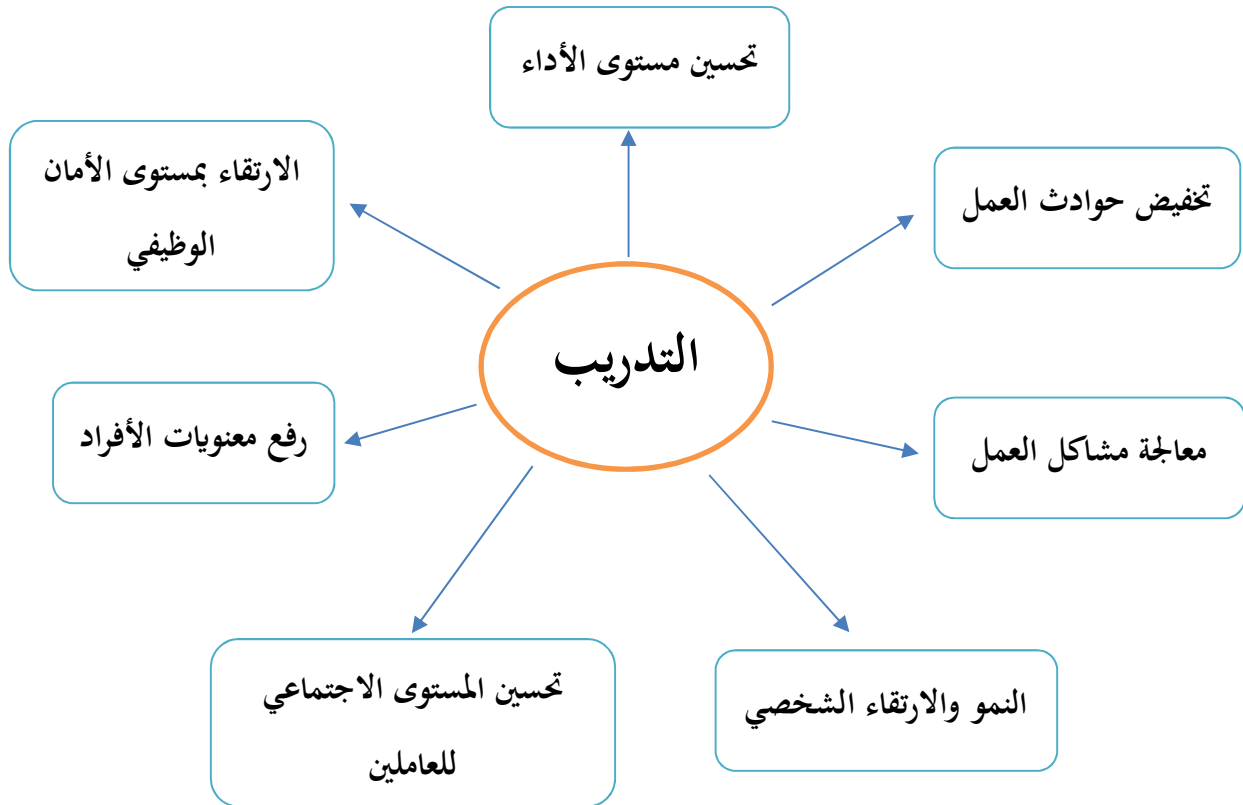 تحسين مستوى الأداء
تخفيض حوادث العمل
الارتقاء بمستوى الأمان
الوظيفي
التدريب
معالجة مشاكل العمل
رفع معنويات الأفراد
النمو والارتقاء الشخصي
تحسين المستوى الاجتماعي
للعاملين